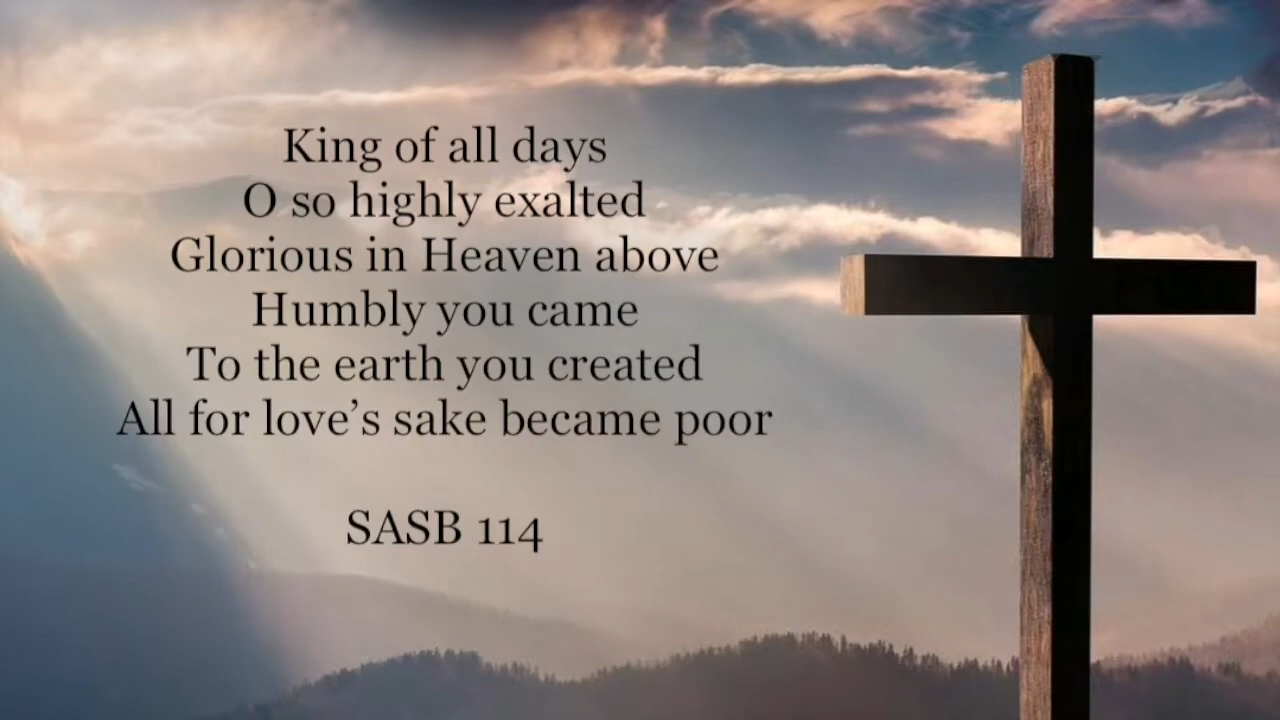 King of all days
O so highly exalted
Glorious in Heaven above
Humbly you came
To the earth you created
All for love’s sake became poor
SASB 114